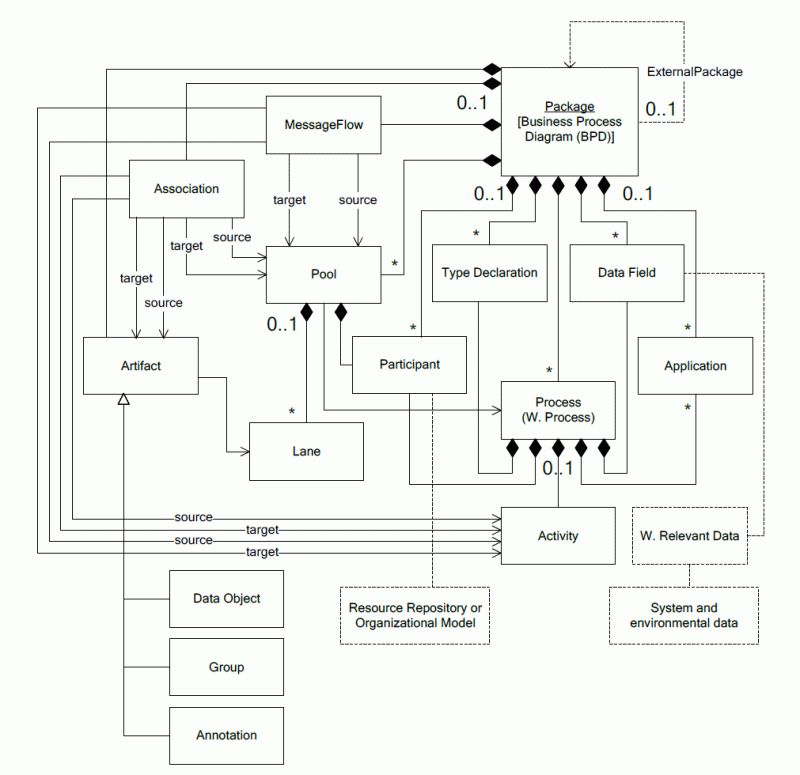 ExternalPackage
0..1
0..1
Package
[Business Process
Diagram (BPD)]
MessageFlow
Association
0..1
0..1
target
source
target
source
*
*
*
Type Declaration
Data Field
Pool
target
source
0..1
*
*
Artifact
Participant
Application
*
Process
(W. Process)
*
*
Lane
0..1
source
target
source
target
Activity
W. Relevant Data
Data Object
Resource Repository or
Organizational Model
System and
environmental data
Group
Annotation